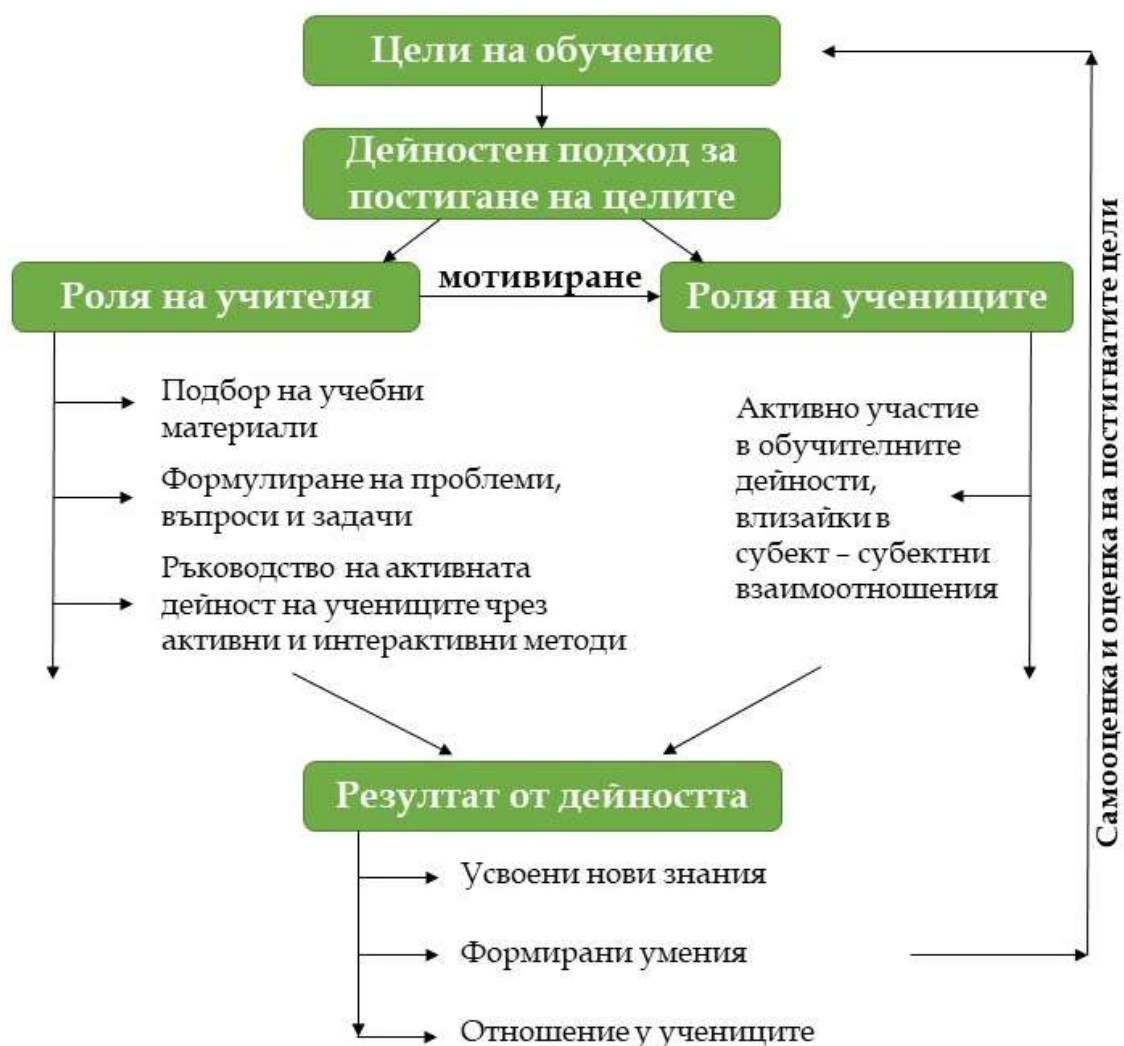 Цели на обучение
Дейностен подход за
постигане на целите
мотивиране
Роля на учителя
Роля на учениците
Подбор на учебни
материали
Формулиране на проблеми,
въпроси и задачи
Ръководство на активната
дейност на учениците чрез
активни и интерактивни методи
Активно участие
в обучителните
дейности,
влизайки в
субект – субектни
взаимоотношения
Самооценка и оценка на постигнатите цели
Резултат от дейността
Усвоени нови знания
Формирани умения
Отношение у учениците